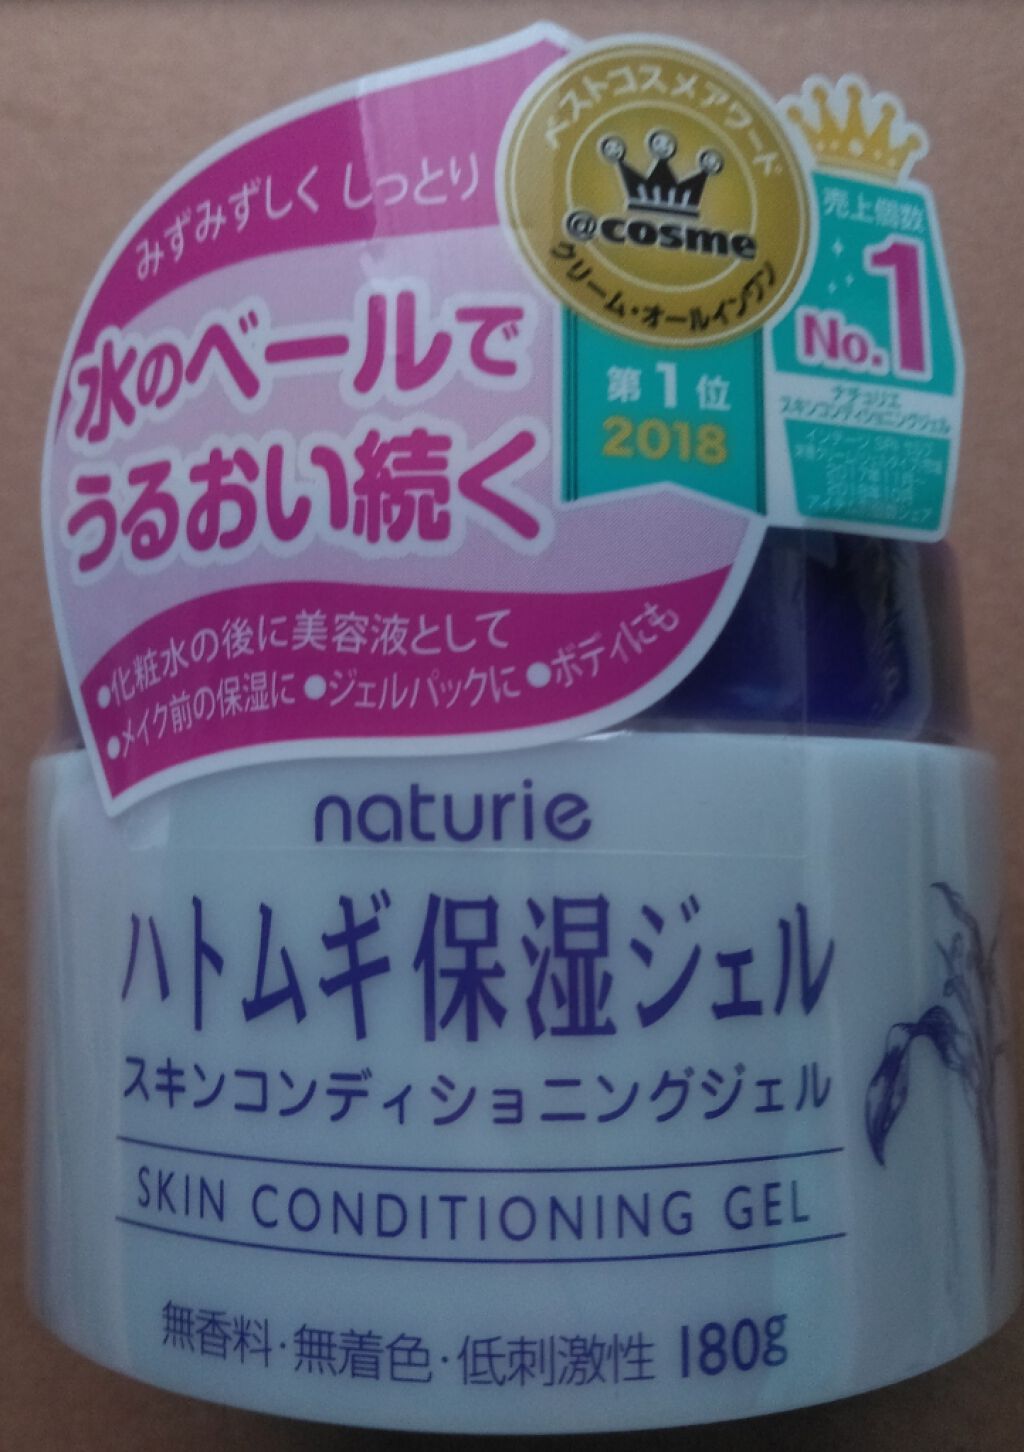 みずみずしく しっとり
水のベールで
うるおい続く
●化粧水の後に美容液として
●メイク前の保湿に ●ジェルパックに ●ボディにも
ベストコスメアワード
@cosme
クリーム・オールインワン
第1位
2018
売上個数
No.1
ナチュリエ
スキンコンディショニングジェル
naturie
ハトムギ保湿ジェル
スキンコンディショニングジェル
SKIN CONDITIONING GEL
無香料・無着色・低刺激性 180g